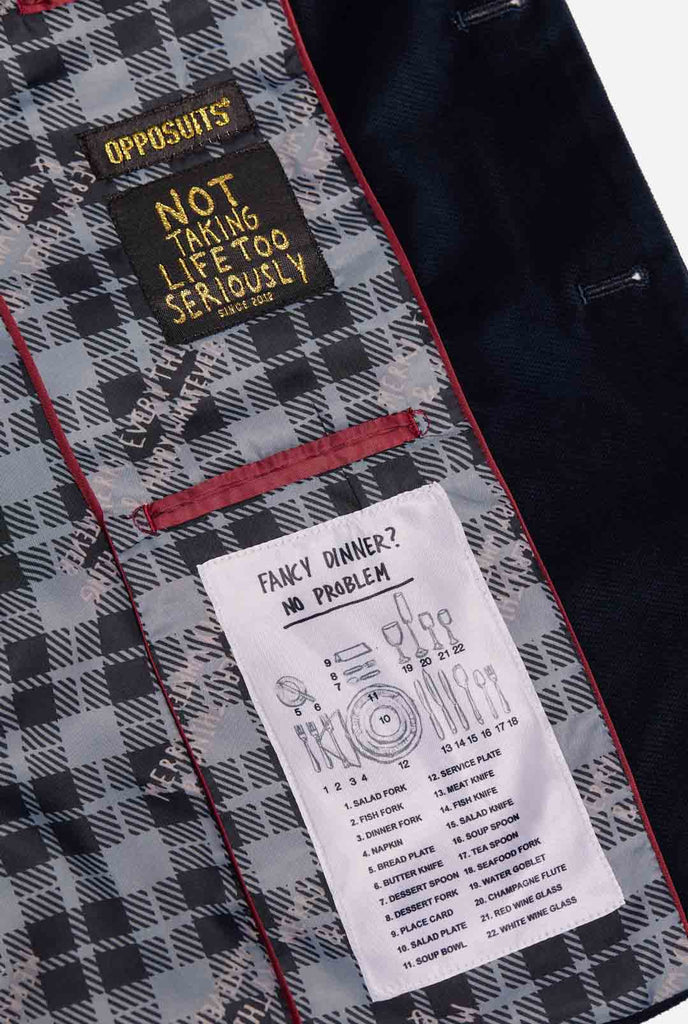 OPPOSUITS
NOT
TAKING
LIFE TOO
SERIOUSLY
SINCE 2012
EVERYTH
MERRY
FANCY DINNER?
NO PROBLEM
9
8
7
19 20 21 22
5 6
11
10
13 14 15 16 17 18
1 2 3 4
12
1. SALAD FORK
2. FISH FORK
3. DINNER FORK
4. NAPKIN
5. BREAD PLATE
6. BUTTER KNIFE
7. DESSERT SPOON
8. DESSERT FORK
9. PLACE CARD
10. SALAD PLATE
11. SOUP BOWL
12. SERVICE PLATE
13. MEAT KNIFE
14. FISH KNIFE
15. SALAD KNIFE
16. SOUP SPOON
17. TEA SPOON
18. SEAFOOD FORK
19. WATER GOBLET
20. CHAMPAGNE FLUTE
21. RED WINE GLASS
22. WHITE WINE GLASS